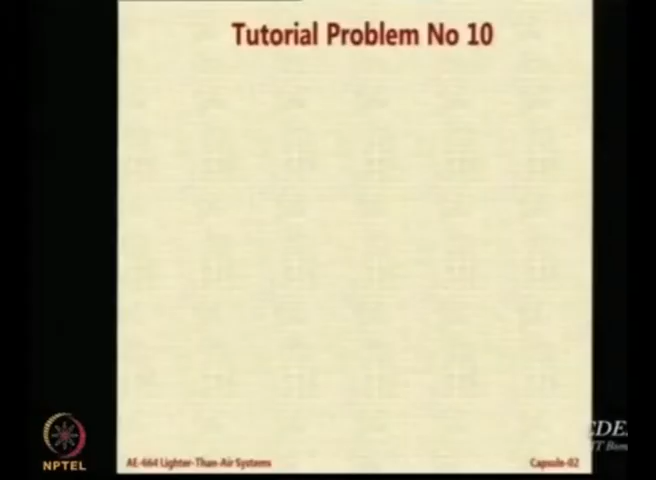 Tutorial Problem No 10
NPTEL
AE-664 Lighter-Than-Air Systems
Capsule-02